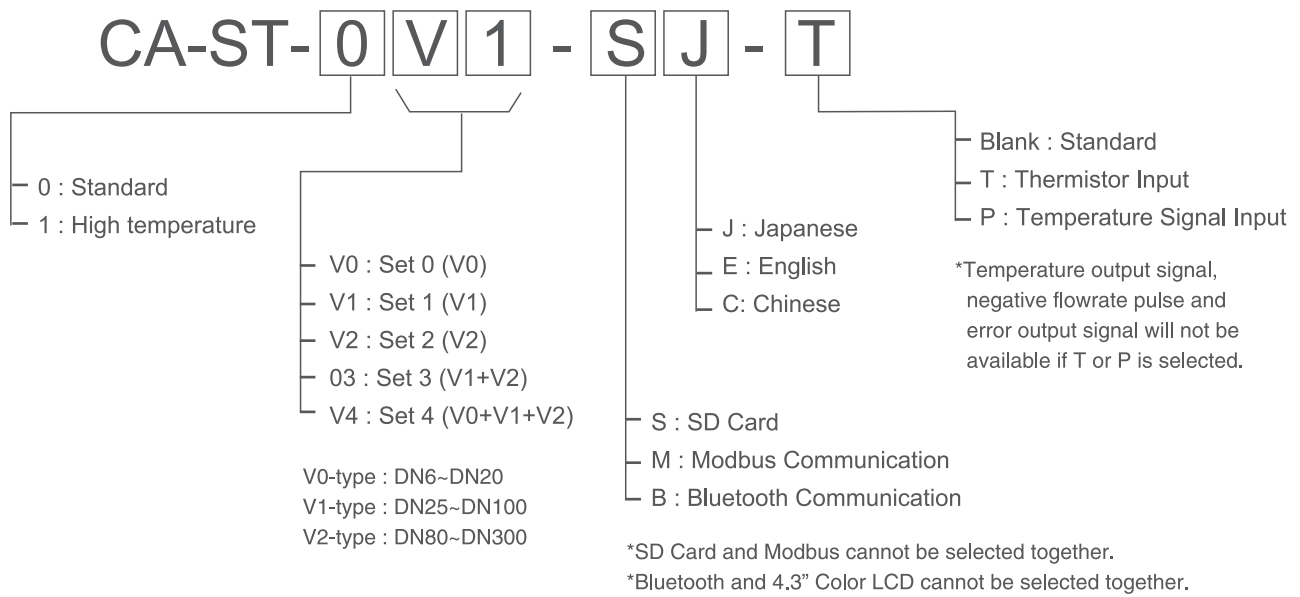 CA-ST-0V1-SJ-T
0 : Standard
1 : High temperature
V0 : Set 0 (V0)
V1 : Set 1 (V1)
V2 : Set 2 (V2)
03 : Set 3 (V1+V2)
V4 : Set 4 (V0+V1+V2)
V0-type : DN6~DN20
V1-type : DN25~DN100
V2-type : DN80~DN300
S : SD Card
M : Modbus Communication
B : Bluetooth Communication
*SD Card and Modbus cannot be selected together.
*Bluetooth and 4.3” Color LCD cannot be selected together.
J : Japanese
E : English
C: Chinese
Blank : Standard
T : Thermistor Input
P : Temperature Signal Input
*Temperature output signal,
negative flowrate pulse and
error output signal will not be
available if T or P is selected.